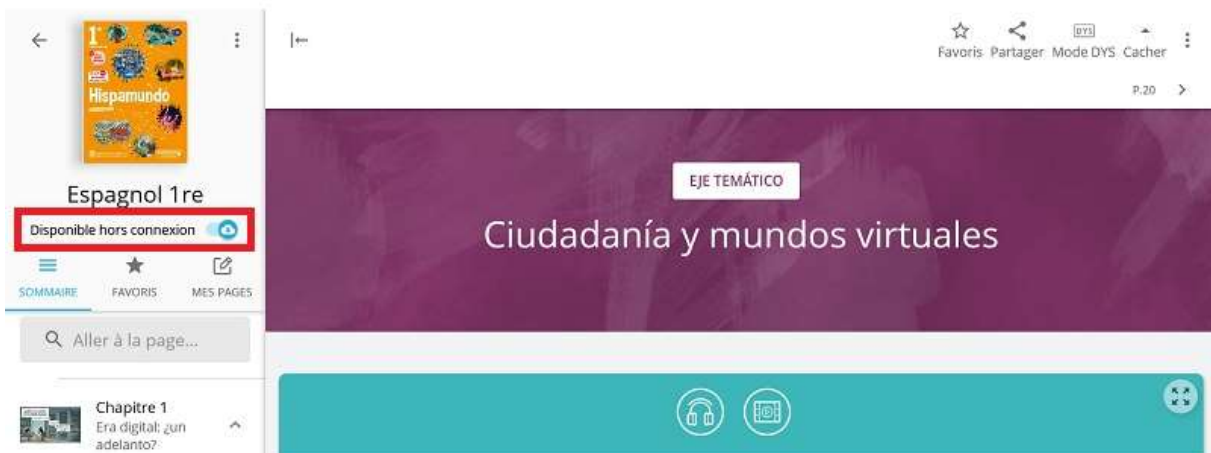 1re
Hispamundo
Espagnol 1re
Disponible hors connexion
SOMMAIRE
FAVORIS
MES PAGES
Aller à la page...
Chapitre 1
Era digital: ¿un
adelanto?
Favoris
Partager
DYS
Mode DYS
Cacher
P.20
EJE TEMÁTICO
Ciudadanía y mundos virtuales